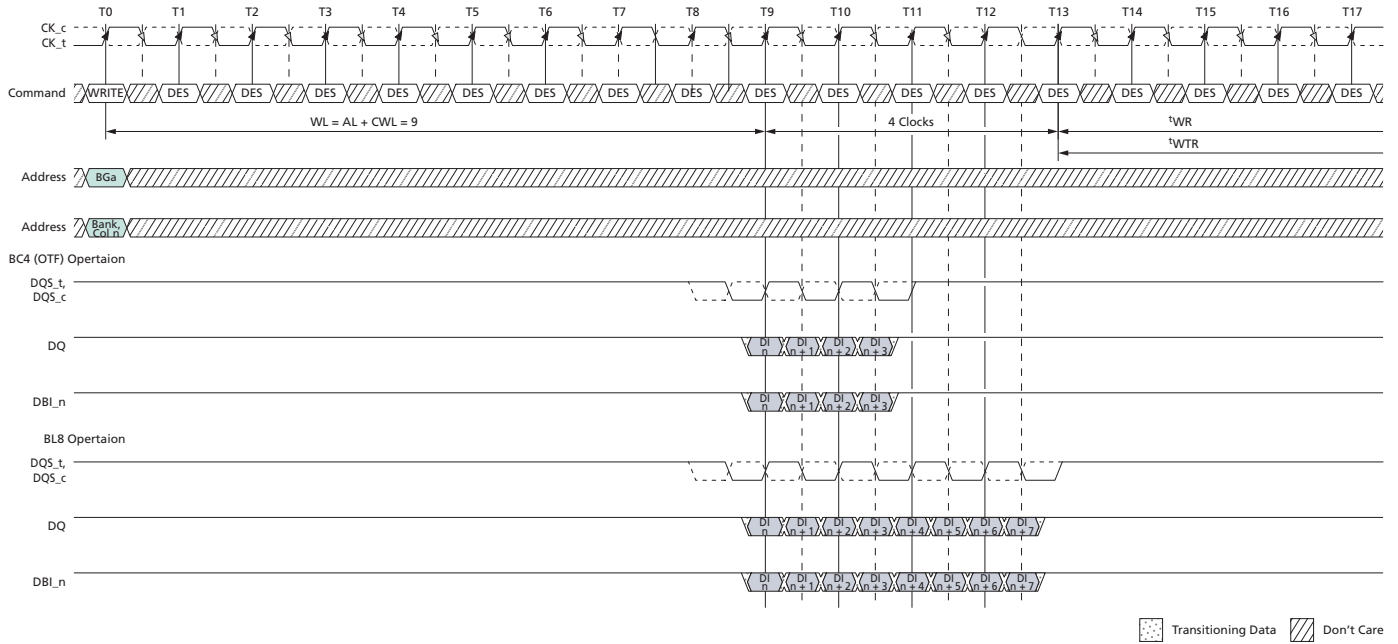 T0 T1 T2 T3 T4 T5 T6 T7 T8 T9 T10 T11 T12 T13 T14 T15 T16 T17
CK_c
CK_t
Command WRITE DES DES DES DES DES DES DES DES DES DES DES DES DES DES DES DES DES
WL = AL + CWL = 9 4 Clocks tWR
tWTR
Address BGa
Address Bank, Col n
BC4 (OTF) Opertaion
DQS_t,
DQS_c
DQ DI n DI n + 1 DI n + 2 DI n + 3
DBI_n DI n DI n + 1 DI n + 2 DI n + 3
BL8 Opertaion
DQS_t,
DQS_c
DQ DI n DI n + 1 DI n + 2 DI n + 3 DI n + 4 DI n + 5 DI n + 6 DI n + 7
DBI_n DI n DI n + 1 DI n + 2 DI n + 3 DI n + 4 DI n + 5 DI n + 6 DI n + 7
Transitioning Data Don't Care